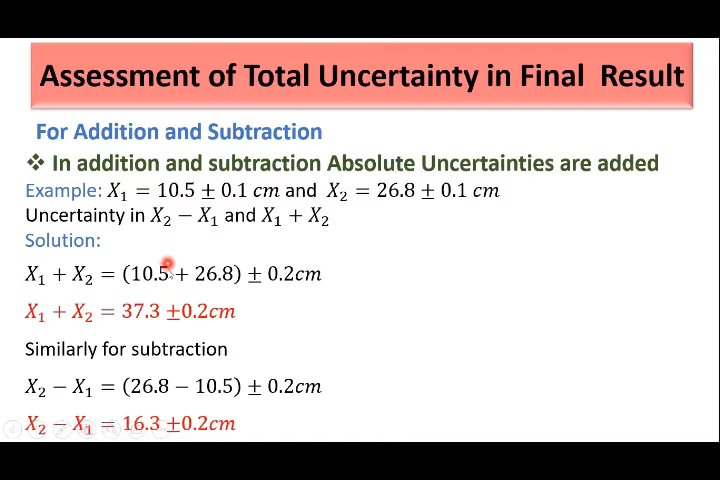 Assessment of Total Uncertainty in Final Result
For Addition and Subtraction
❖ In addition and subtraction Absolute Uncertainties are added
Example: X₁ = 10.5 ± 0.1 cm and X₂ = 26.8 ± 0.1 cm
Uncertainty in X₂ − X₁ and X₁ + X₂
Solution:
X₁ + X₂ = (10.5 + 26.8) ± 0.2cm
X₁ + X₂ = 37.3 ±0.2cm
Similarly for subtraction
X₂ − X₁ = (26.8 − 10.5) ± 0.2cm
X₂ − X₁ = 16.3 ±0.2cm